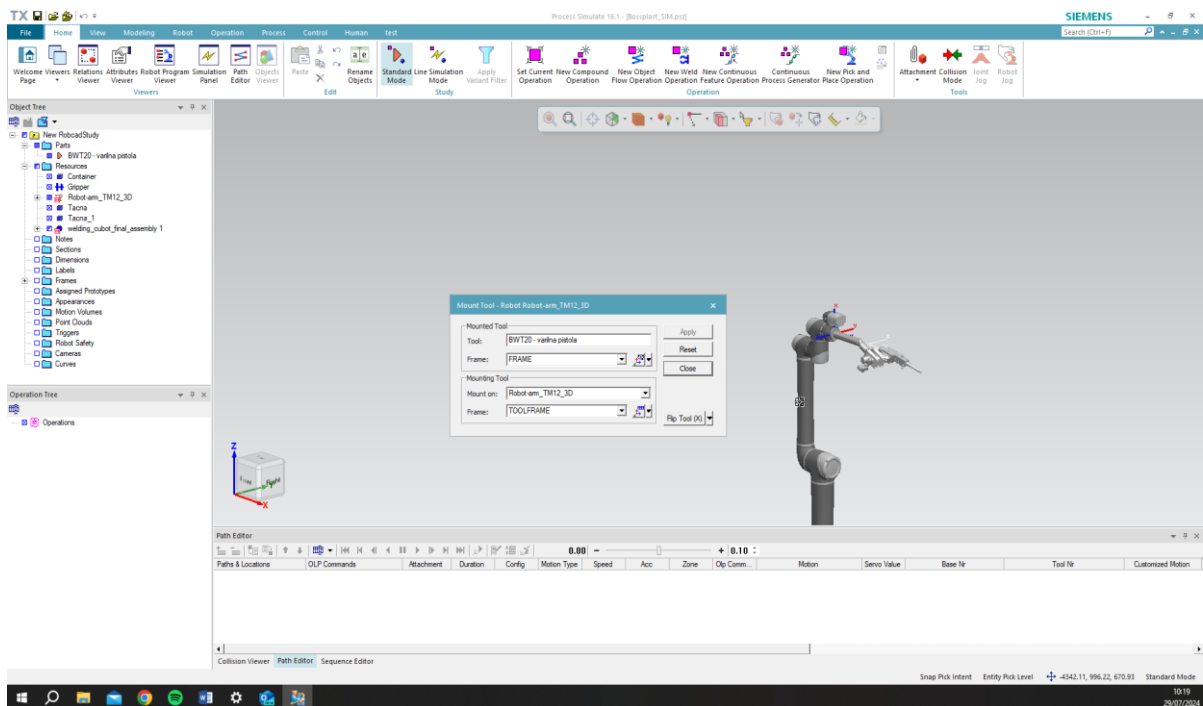 TX
Process Simulate 16.1 - [Bossplast_SIM.psz]
SIEMENS
File Home View Modeling Robot Operation Process Control Human test
Search (Ctrl+F)
Welcome Page
Viewers
Relations Viewer
Attributes Viewer
Robot Program Viewer
Simulation Panel
Path Editor
Objects Viewer
Paste
Rename Objects
Standard Mode
Line Simulation Mode
Apply Variant Filter
Set Current Operation
New Compound Operation
New Object Flow Operation
New Weld Operation
New Continuous Feature Operation
Continuous Process Generator
New Pick and Place Operation
Attachment
Collision Mode
Joint Jog
Robot Jog
Viewers Edit Study Operation Tools
Object Tree
New RobcadStudy
Parts
BWT20 - varilna pistola
Resources
Container
Gripper
Robot-arm_TM12_3D
Tacna
Tacna_1
welding_cubot_final_assembly 1
Notes
Sections
Dimensions
Labels
Frames
Assigned Prototypes
Appearances
Motion Volumes
Point Clouds
Triggers
Robot Safety
Cameras
Curves
Operation Tree
Operations
Mount Tool - Robot Robot-arm_TM12_3D
Mounted Tool
Tool: BWT20 - varilna pistola
Frame: FRAME
Mounting Tool
Mount on: Robot-arm_TM12_3D
Frame: TOOLFRAME
Apply
Reset
Close
Flip Tool (X)
Z
Right
X
Path Editor
0.00 - + 0.10
Paths & Locations OLP Commands Attachment Duration Config Motion Type Speed Acc Zone Olp Comm... Motion Servo Value Base Nr Tool Nr Customized Motion
Collision Viewer Path Editor Sequence Editor
Snap Pick Intent Entity Pick Level -4342.11, 996.22, 670.93 Standard Mode
10:19
29/07/2024